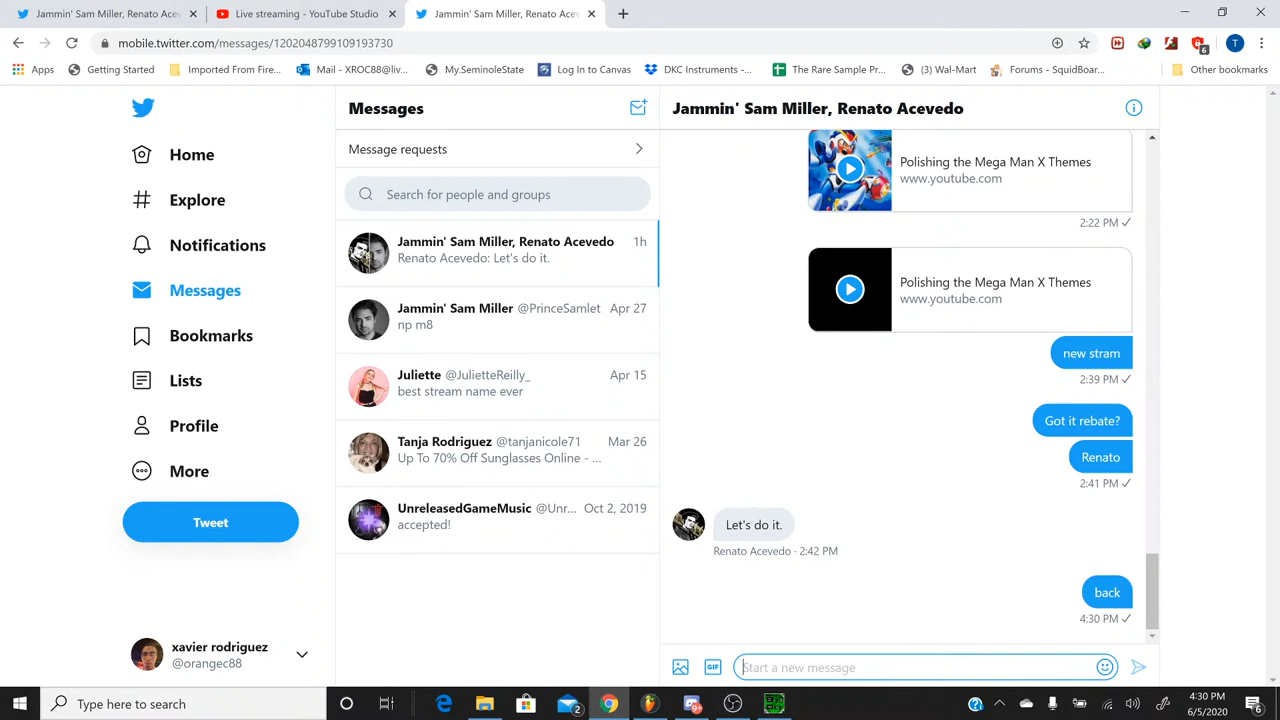 Jammin' Sam Miller, Renato Acev
Live streaming - YouTube Studio
Jammin' Sam Miller, Renato Acev
mobile.twitter.com/messages/1202048799109193730
6
T
Apps
Getting Started
Imported From Fire...
Mail - XROC88@liv...
My.SeminoleState
Log In to Canvas
DKC Instruments -...
The Rare Sample Pr...
(3) Wal-Mart
Forums - SquidBoar...
Other bookmarks
Home
Explore
Notifications
Messages
Bookmarks
Lists
Profile
More
Tweet
xavier rodriguez
@orangec88
Messages
Message requests
Search for people and groups
Jammin' Sam Miller, Renato Acevedo 1h
Renato Acevedo: Let's do it.
Jammin' Sam Miller @PrinceSamlet Apr 27
np m8
Juliette @JulietteReilly_ Apr 15
best stream name ever
Tanja Rodriguez @tanjanicole71 Mar 26
Up To 70% Off Sunglasses Online - ...
UnreleasedGameMusic @Unr... Oct 2, 2019
accepted!
Jammin' Sam Miller, Renato Acevedo
Polishing the Mega Man X Themes
www.youtube.com
2:22 PM
Polishing the Mega Man X Themes
www.youtube.com
new stram
2:39 PM
Got it rebate?
Renato
2:41 PM
Let's do it.
Renato Acevedo · 2:42 PM
back
4:30 PM
GIF
Start a new message
Type here to search
2
4:30 PM
6/5/2020
6